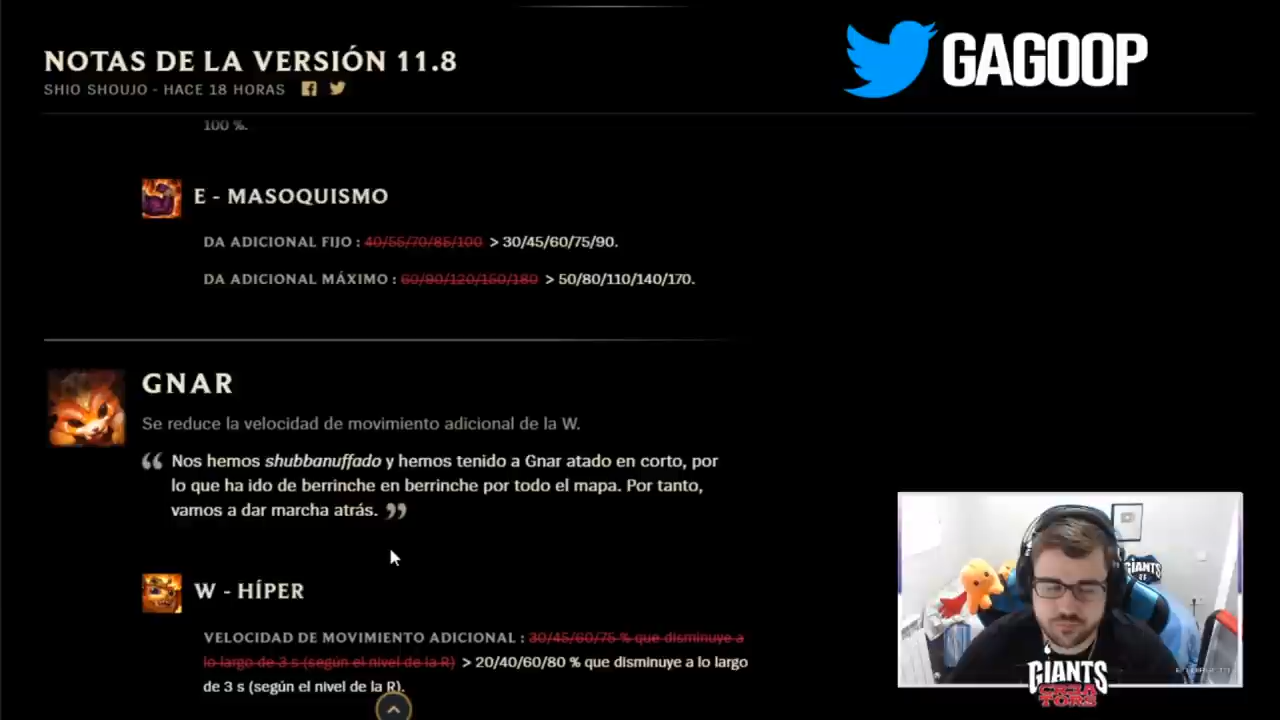 NOTAS DE LA VERSIÓN 11.8
SHIO SHOUJO - HACE 18 HORAS
GAGOOP
100 %.
E - MASOQUISMO
DA ADICIONAL FIJO : 40/55/70/85/100 > 30/45/60/75/90.
DA ADICIONAL MÁXIMO : 60/90/120/150/180 > 50/80/110/140/170.
GNAR
Se reduce la velocidad de movimiento adicional de la W.
“ Nos hemos shubbanuffado y hemos tenido a Gnar atado en corto, por
lo que ha ido de berrinche en berrinche por todo el mapa. Por tanto,
vamos a dar marcha atrás. ”
W - HÍPER
VELOCIDAD DE MOVIMIENTO ADICIONAL : 30/45/60/75 % que disminuye a
lo largo de 3 s (según el nivel de la R) > 20/40/60/80 % que disminuye a lo largo
de 3 s (según el nivel de la R).
GIANTS
GIANTS
CREA
TORS